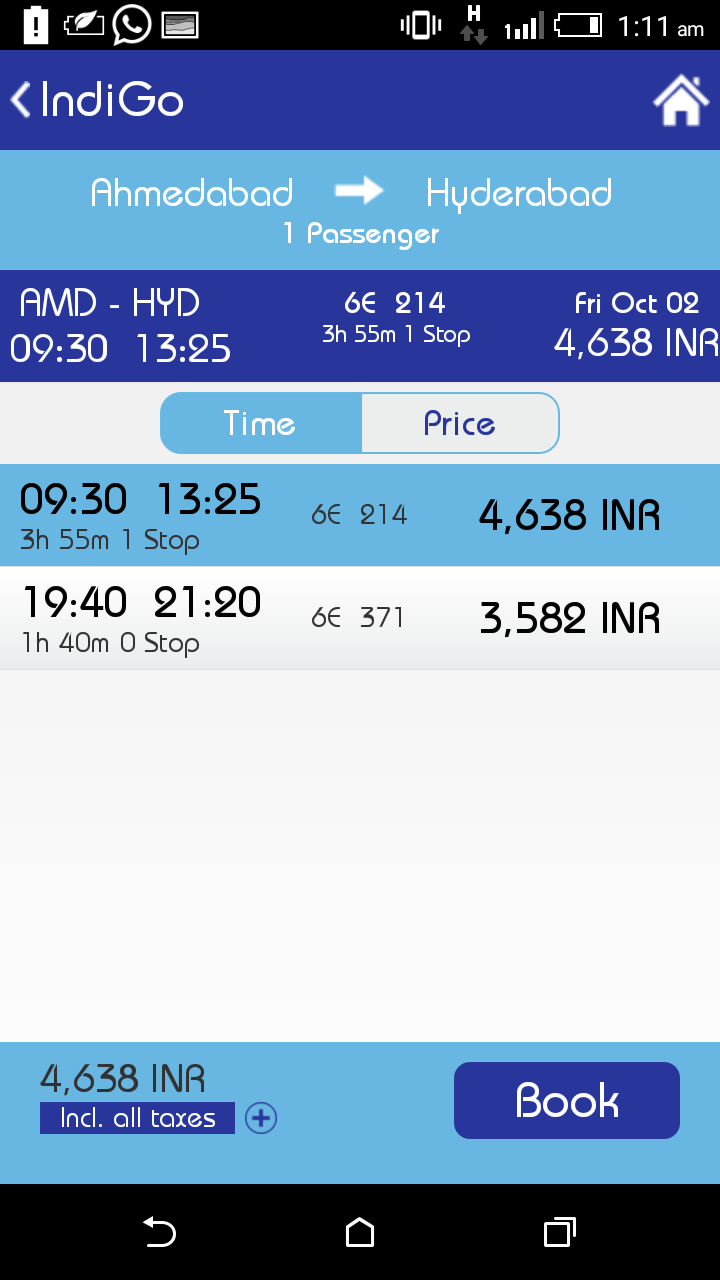 H
1:11 am
IndiGo
Ahmedabad Hyderabad
1 Passenger
AMD - HYD 6E 214 Fri Oct 02
09:30 13:25 3h 55m 1 Stop 4,638 INR
Time Price
09:30 13:25 6E 214 4,638 INR
3h 55m 1 Stop
19:40 21:20 6E 371 3,582 INR
1h 40m 0 Stop
4,638 INR
Incl. all taxes
Book